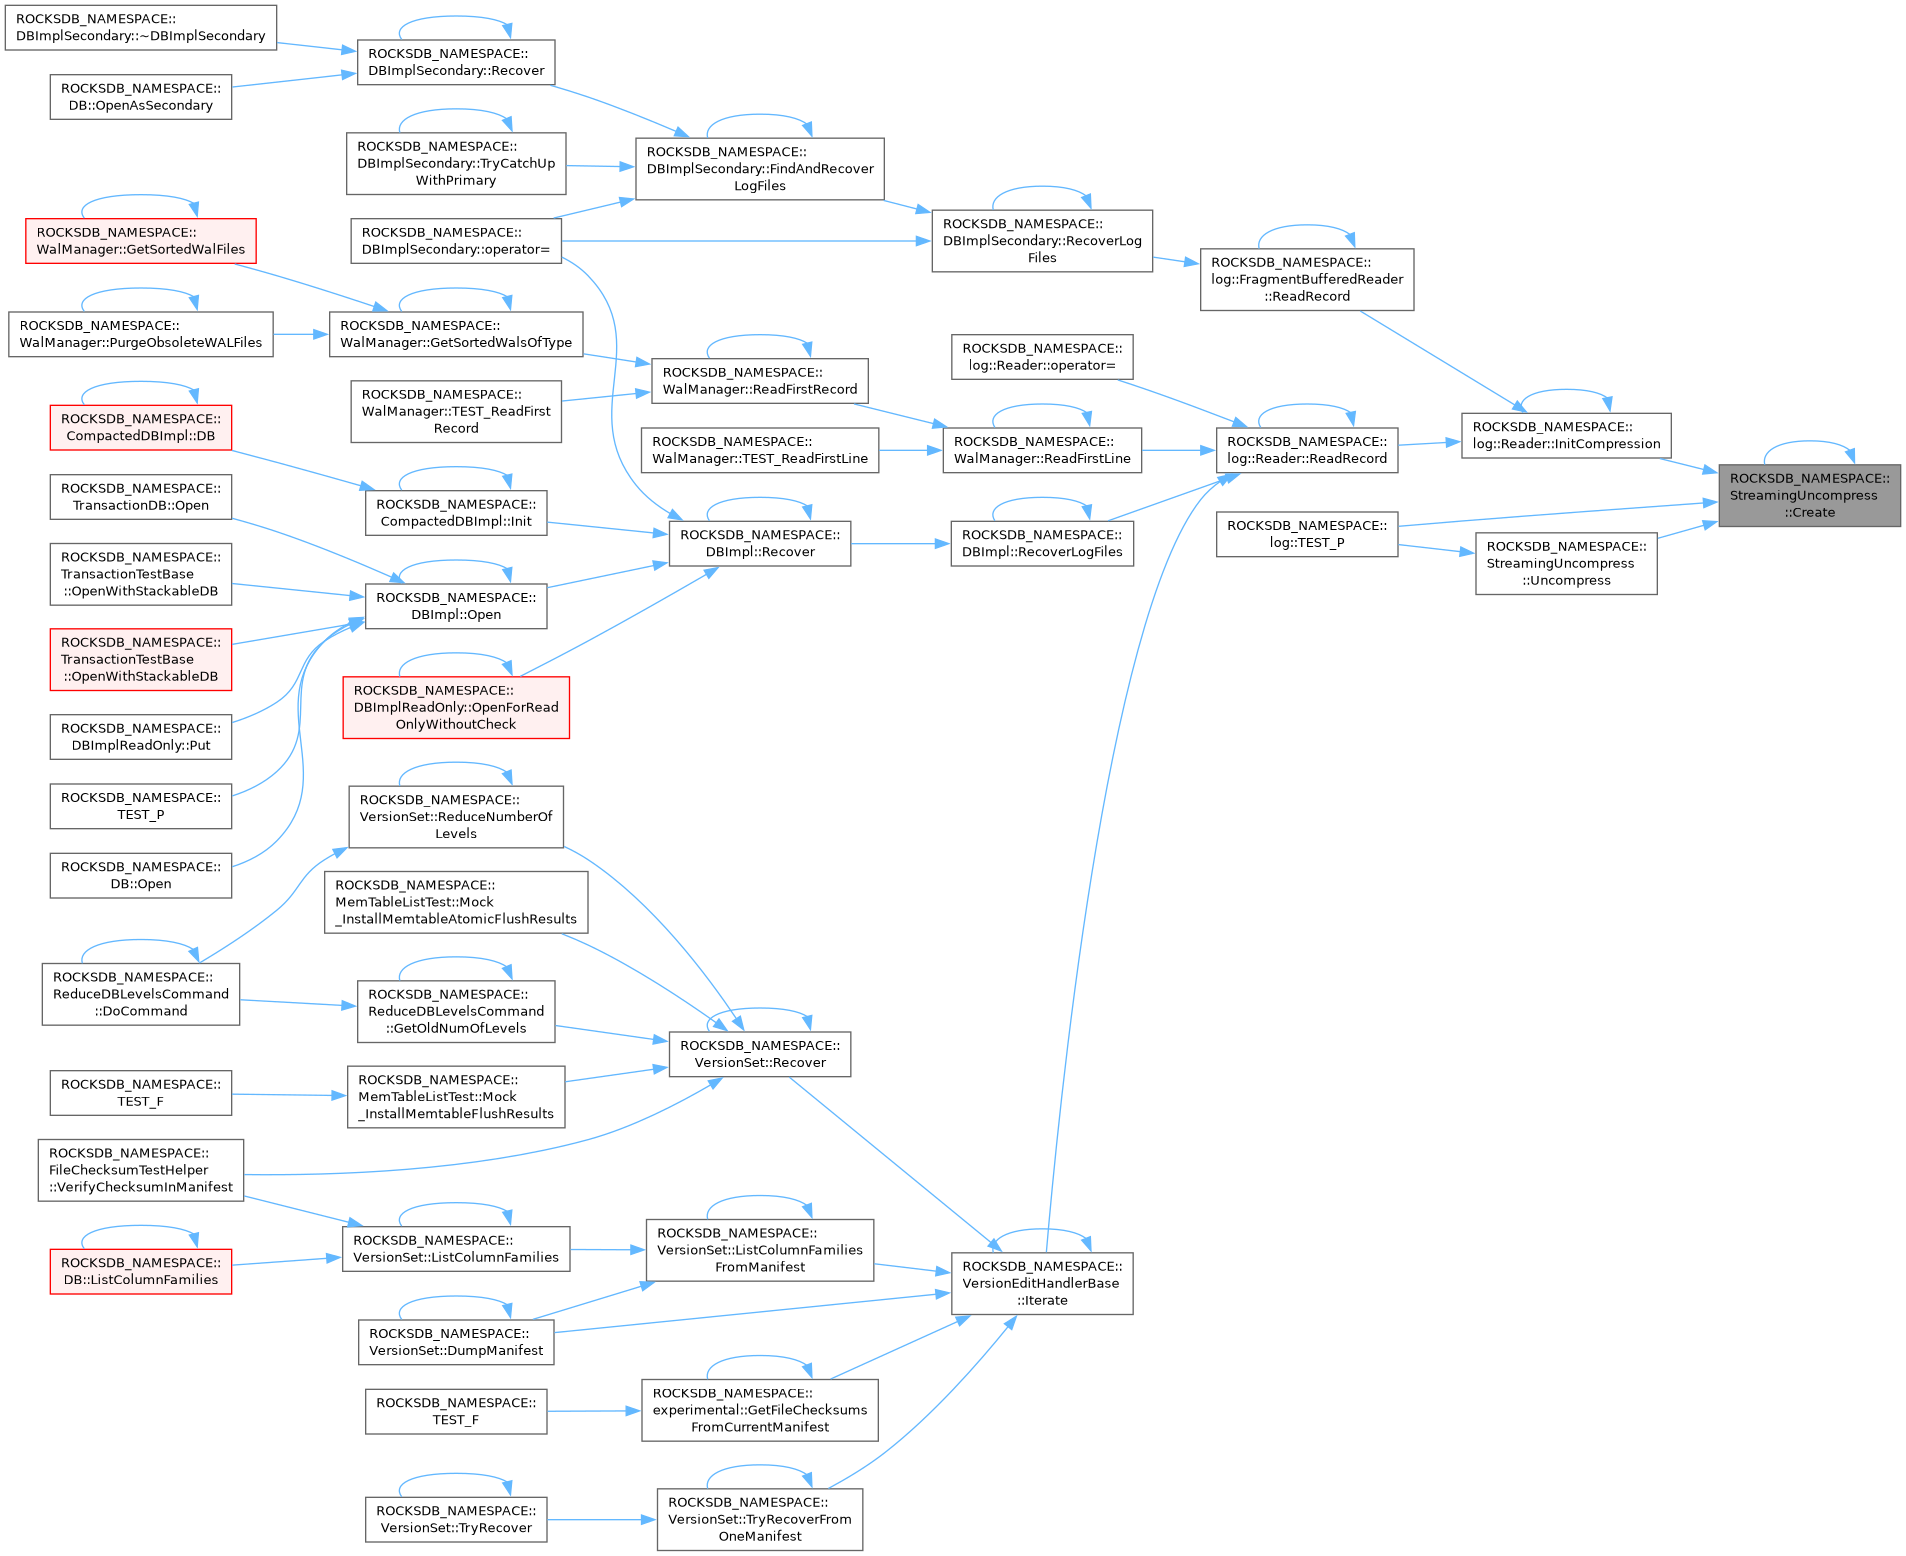 ROCKSDB_NAMESPACE::
DBImplSecondary::~DBImplSecondary
ROCKSDB_NAMESPACE::
DB::OpenAsSecondary
ROCKSDB_NAMESPACE::
WalManager::GetSortedWalFiles
ROCKSDB_NAMESPACE::
WalManager::PurgeObsoleteWALFiles
ROCKSDB_NAMESPACE::
CompactedDBImpl::DB
ROCKSDB_NAMESPACE::
TransactionDB::Open
ROCKSDB_NAMESPACE::
TransactionTestBase
::OpenWithStackableDB
ROCKSDB_NAMESPACE::
TransactionTestBase
::OpenWithStackableDB
ROCKSDB_NAMESPACE::
DBImplReadOnly::Put
ROCKSDB_NAMESPACE::
TEST_P
ROCKSDB_NAMESPACE::
DB::Open
ROCKSDB_NAMESPACE::
ReduceDBLevelsCommand
::DoCommand
ROCKSDB_NAMESPACE::
TEST_F
ROCKSDB_NAMESPACE::
FileChecksumTestHelper
::VerifyChecksumInManifest
ROCKSDB_NAMESPACE::
DB::ListColumnFamilies
ROCKSDB_NAMESPACE::
DBImplSecondary::Recover
ROCKSDB_NAMESPACE::
DBImplSecondary::TryCatchUp
WithPrimary
ROCKSDB_NAMESPACE::
DBImplSecondary::operator=
ROCKSDB_NAMESPACE::
WalManager::GetSortedWalsOfType
ROCKSDB_NAMESPACE::
WalManager::TEST_ReadFirst
Record
ROCKSDB_NAMESPACE::
CompactedDBImpl::Init
ROCKSDB_NAMESPACE::
DBImpl::Open
ROCKSDB_NAMESPACE::
DBImplReadOnly::OpenForRead
OnlyWithoutCheck
ROCKSDB_NAMESPACE::
VersionSet::ReduceNumberOf
Levels
ROCKSDB_NAMESPACE::
MemTableListTest::Mock
_InstallMemtableAtomicFlushResults
ROCKSDB_NAMESPACE::
ReduceDBLevelsCommand
::GetOldNumOfLevels
ROCKSDB_NAMESPACE::
MemTableListTest::Mock
_InstallMemtableFlushResults
ROCKSDB_NAMESPACE::
VersionSet::ListColumnFamilies
ROCKSDB_NAMESPACE::
VersionSet::DumpManifest
ROCKSDB_NAMESPACE::
TEST_F
ROCKSDB_NAMESPACE::
VersionSet::TryRecover
ROCKSDB_NAMESPACE::
DBImplSecondary::FindAndRecover
LogFiles
ROCKSDB_NAMESPACE::
WalManager::ReadFirstRecord
ROCKSDB_NAMESPACE::
WalManager::TEST_ReadFirstLine
ROCKSDB_NAMESPACE::
DBImpl::Recover
ROCKSDB_NAMESPACE::
VersionSet::Recover
ROCKSDB_NAMESPACE::
VersionSet::ListColumnFamilies
FromManifest
ROCKSDB_NAMESPACE::
experimental::GetFileChecksums
FromCurrentManifest
ROCKSDB_NAMESPACE::
VersionSet::TryRecoverFrom
OneManifest
ROCKSDB_NAMESPACE::
DBImplSecondary::RecoverLog
Files
ROCKSDB_NAMESPACE::
log::Reader::operator=
ROCKSDB_NAMESPACE::
WalManager::ReadFirstLine
ROCKSDB_NAMESPACE::
DBImpl::RecoverLogFiles
ROCKSDB_NAMESPACE::
VersionEditHandlerBase
::Iterate
ROCKSDB_NAMESPACE::
log::FragmentBufferedReader
::ReadRecord
ROCKSDB_NAMESPACE::
log::Reader::ReadRecord
ROCKSDB_NAMESPACE::
log::TEST_P
ROCKSDB_NAMESPACE::
log::Reader::InitCompression
ROCKSDB_NAMESPACE::
StreamingUncompress
::Uncompress
ROCKSDB_NAMESPACE::
StreamingUncompress
::Create